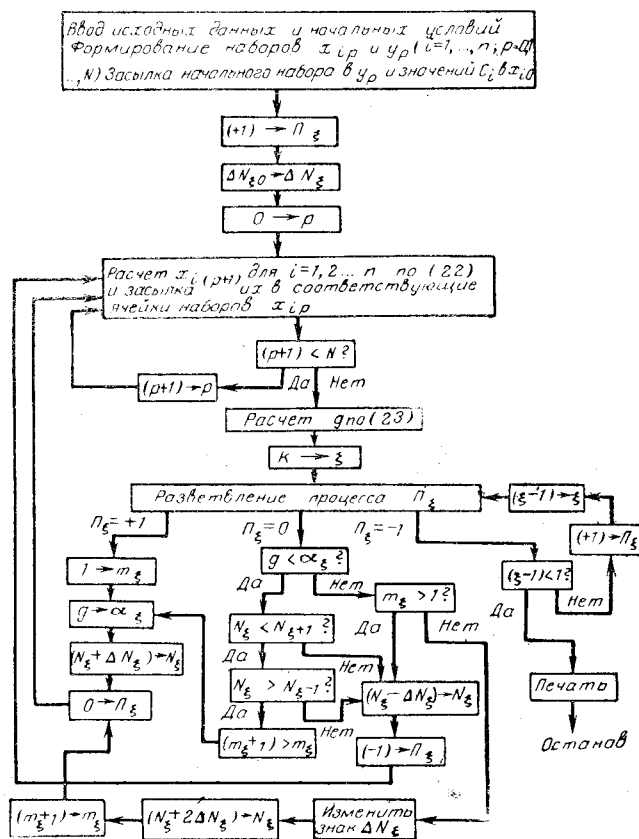 Ввод исходных данных и начальных условий
Формирование наборов x_ip и y_p (i=1,...,n; p=0,1
..,N) Засылка начального набора в y_p и значений C_i в x_i0
(+1) → П_ξ
ΔN_ξ0 → ΔN_ξ
0 → p
Расчет x_i(p+1) для i=1,2... n по (22)
и засылка их в соответствующие
ячейки наборов x_ip
(p+1) < N?
Да Нет
(p+1) → p
Расчет g по (23)
к → ξ
Разветвление процесса П_ξ
(ξ-1) → ξ
(+1) → П_ξ
П_ξ=+1
П_ξ=0
П_ξ=-1
1 → m_ξ
g → α_ξ
(N_ξ + ΔN_ξ) → N_ξ
0 → П_ξ
g < α_ξ?
Да
Нет
N_ξ < N_ξ+1?
Да
Нет
N_ξ > N_ξ-1?
Да
Нет
(m_ξ+1) > m_ξ
m_ξ > 1?
Да
Нет
(N_ξ - ΔN_ξ) → N_ξ
(-1) → П_ξ
(ξ-1) < 1?
Да
Нет
Печать
Останав
(m_ξ+1) → m_ξ
(N_ξ + 2ΔN_ξ) → N_ξ
Изменить
знак ΔN_ξ